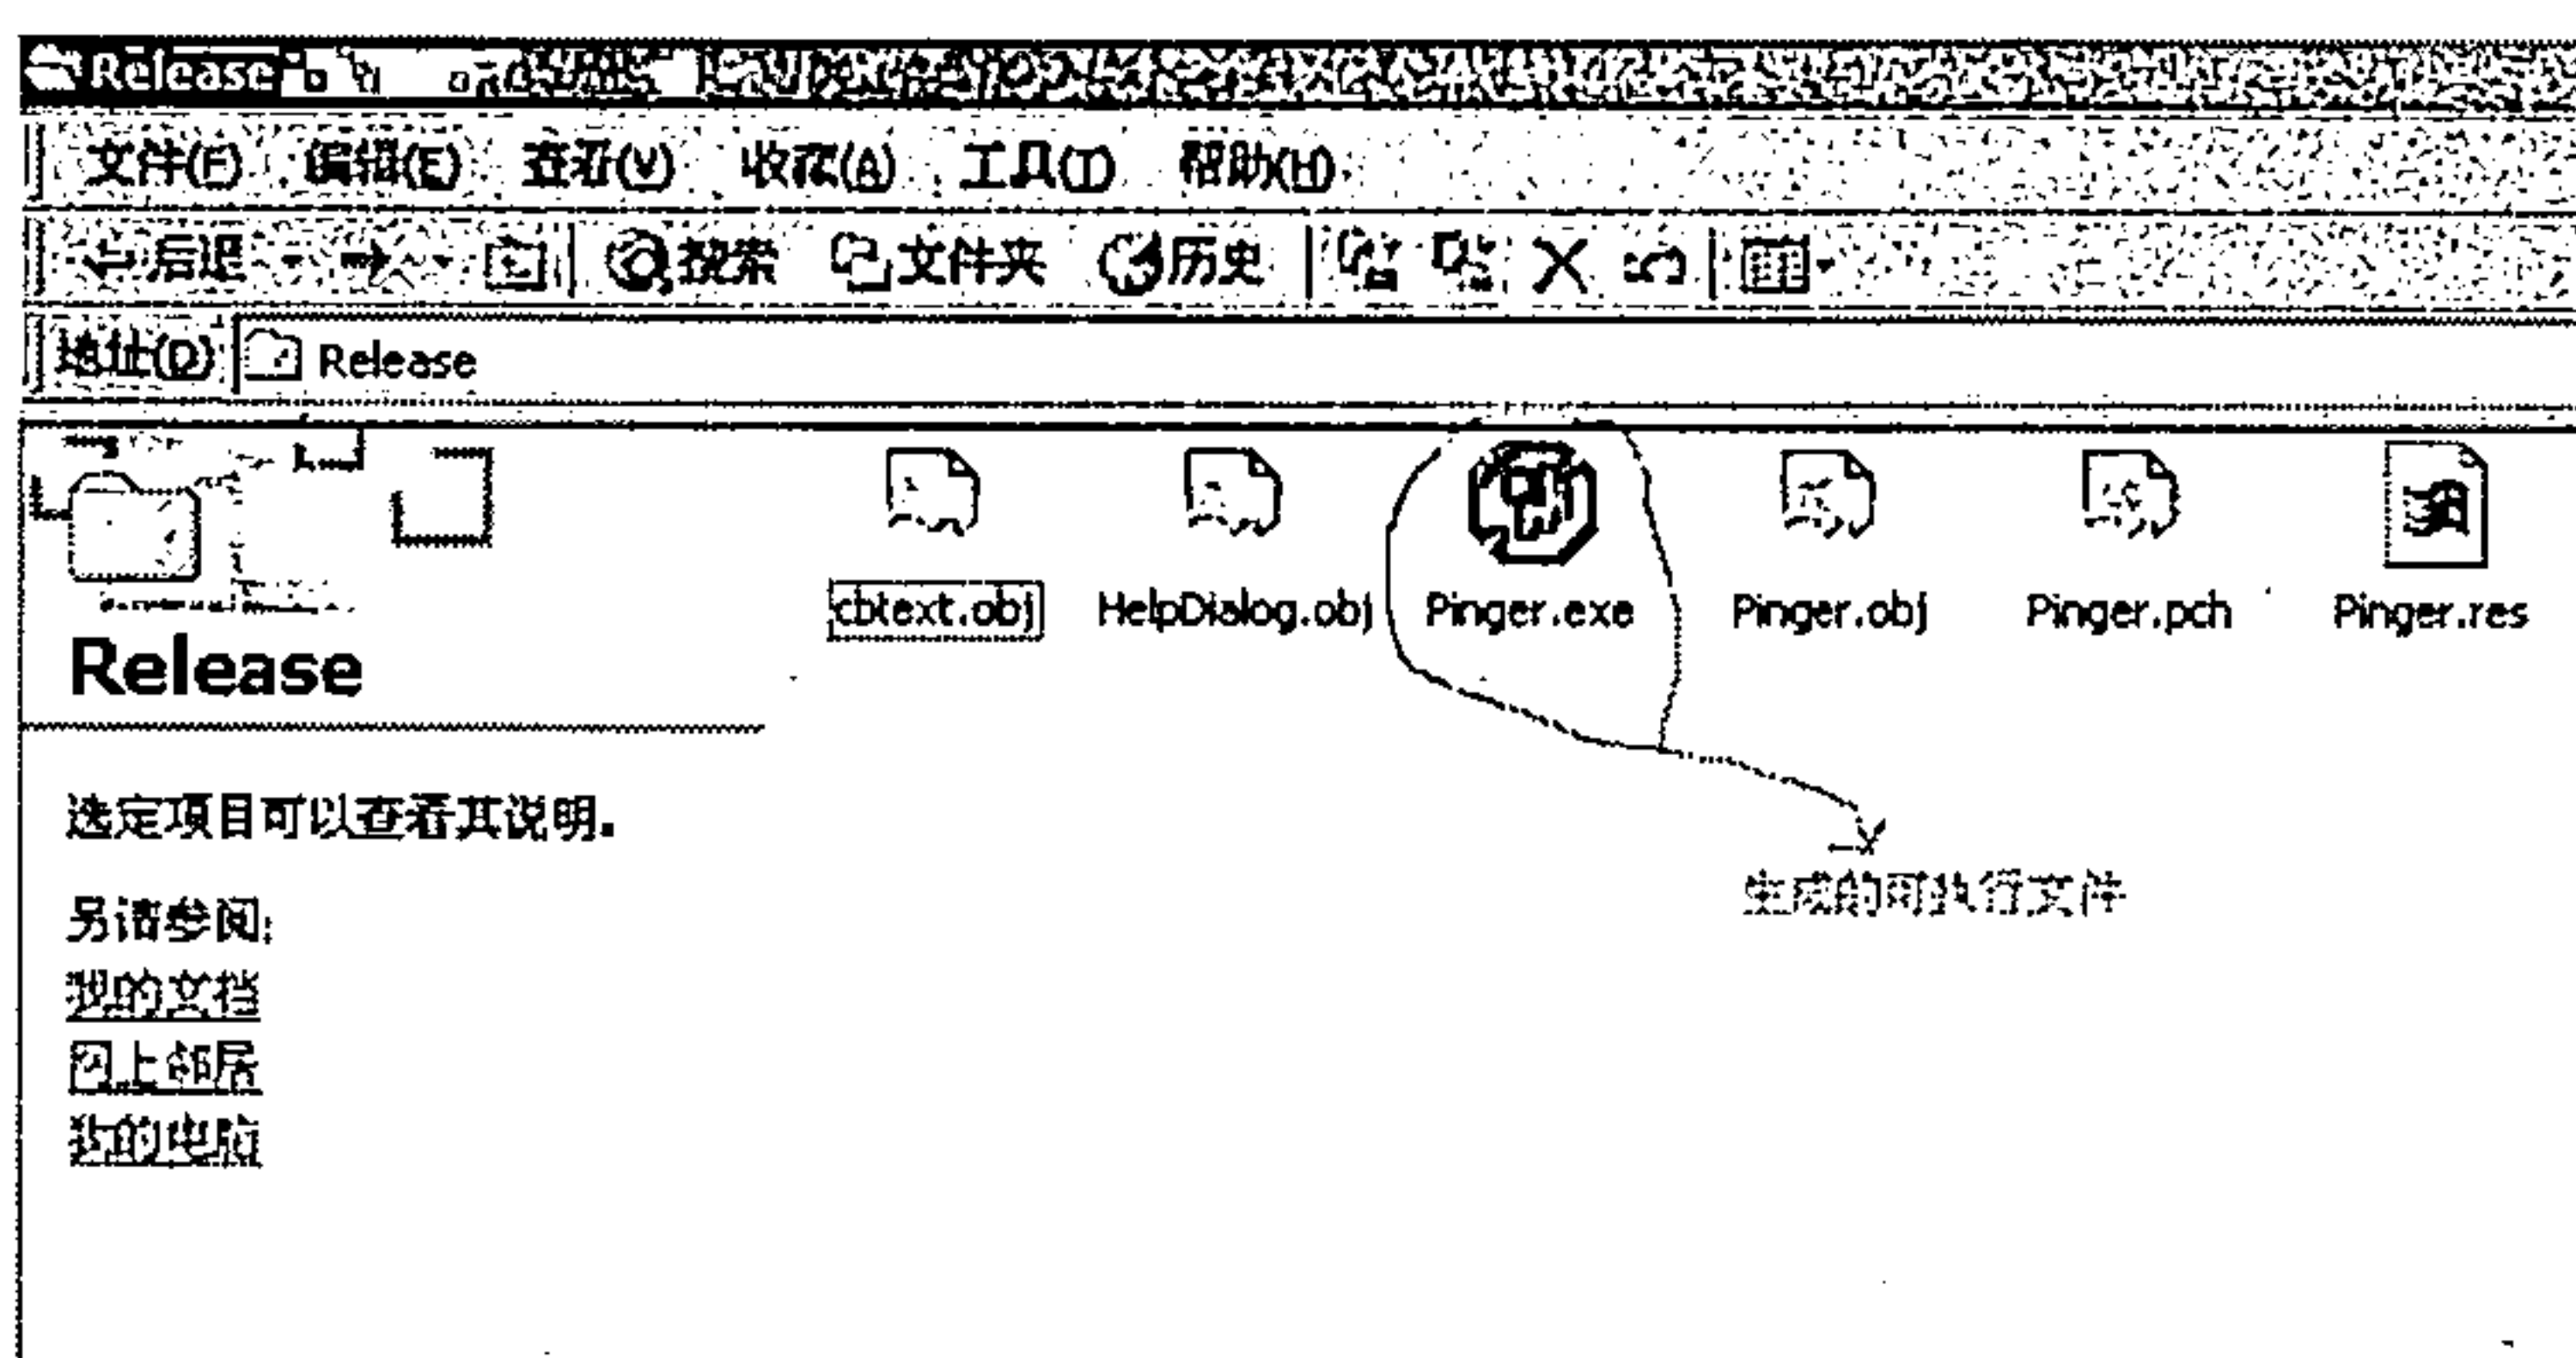 Release
文件(F) 编辑(E) 查看(V) 收藏(A) 工具(T) 帮助(H)
后退 搜索 文件夹 历史
地址(D) Release
cbtext.obj HelpDialog.obj Pinger.exe Pinger.obj Pinger.pch Pinger.res
Release
选定项目可以查看其说明。
生成的可执行文件
另请参阅:
我的文档
网上邻居
我的电脑